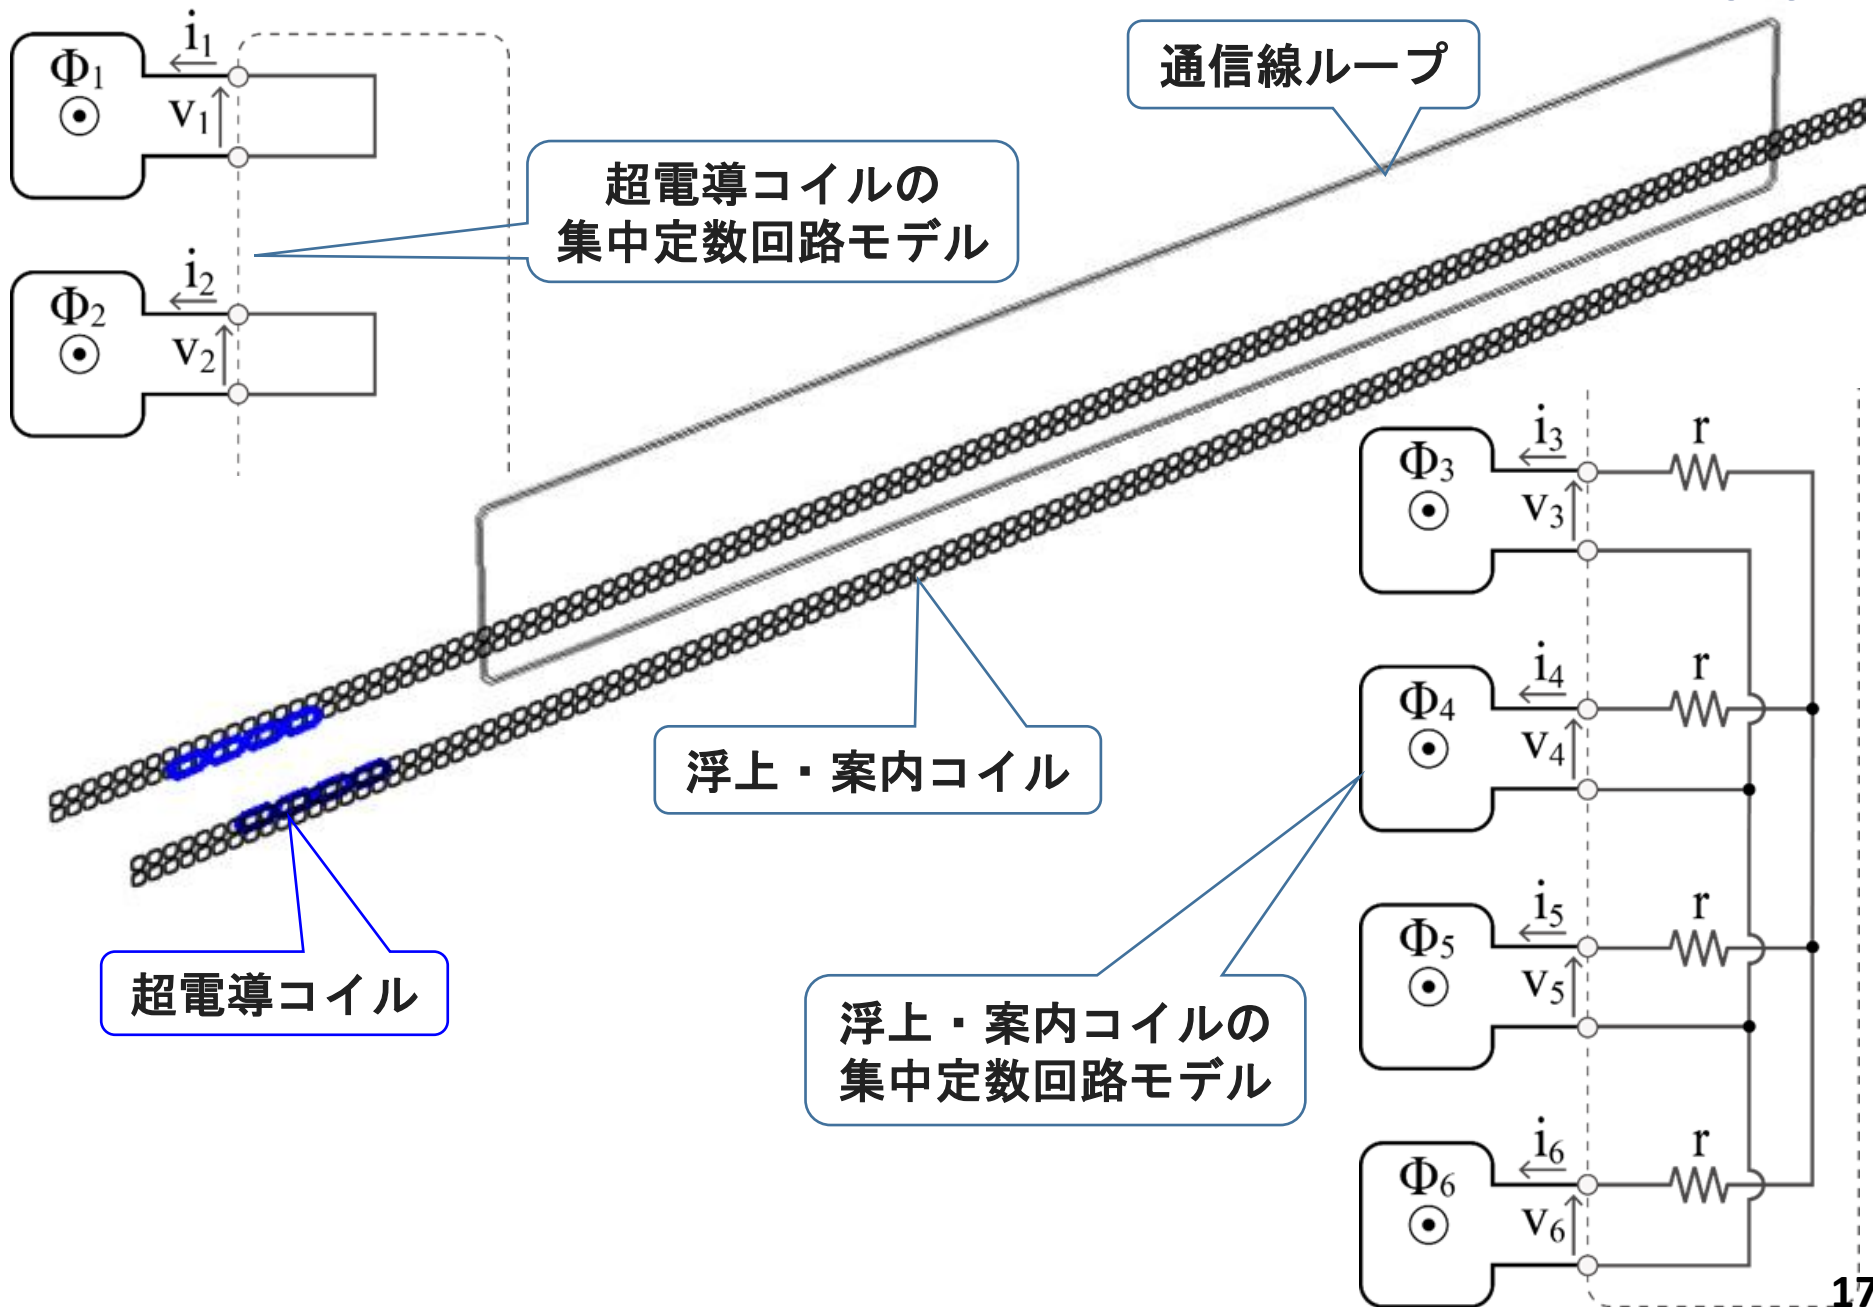 i1
Φ1
v1
通信線ループ
超電導コイルの
集中定数回路モデル
i2
Φ2
v2
i3
r
Φ3
v3
i4
r
Φ4
v4
浮上・案内コイル
i5
r
Φ5
v5
超電導コイル
浮上・案内コイルの
集中定数回路モデル
i6
r
Φ6
v6
17